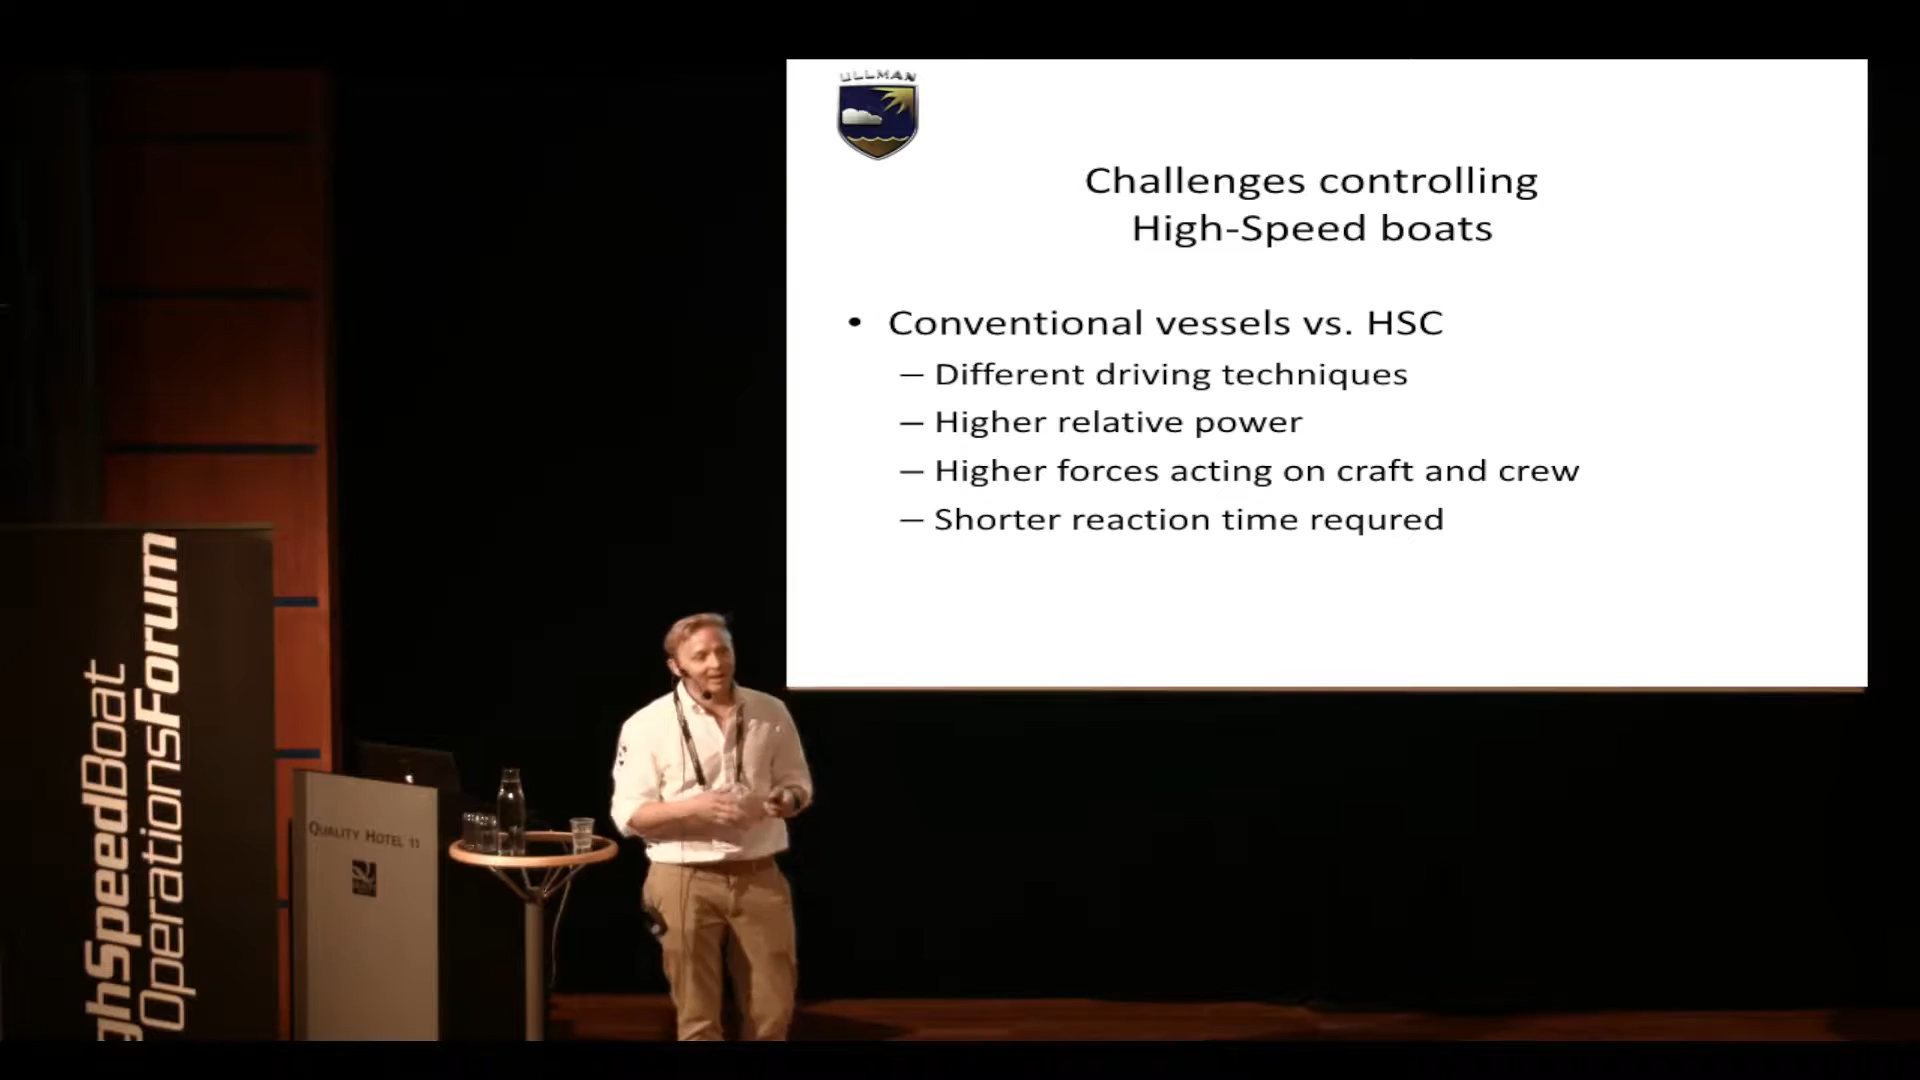 ULLMAN
Challenges controlling
High-Speed boats
• Conventional vessels vs. HSC
– Different driving techniques
– Higher relative power
– Higher forces acting on craft and crew
– Shorter reaction time requred
ghSpeedBoat
OperationsForum
QUALITY HOTEL 11